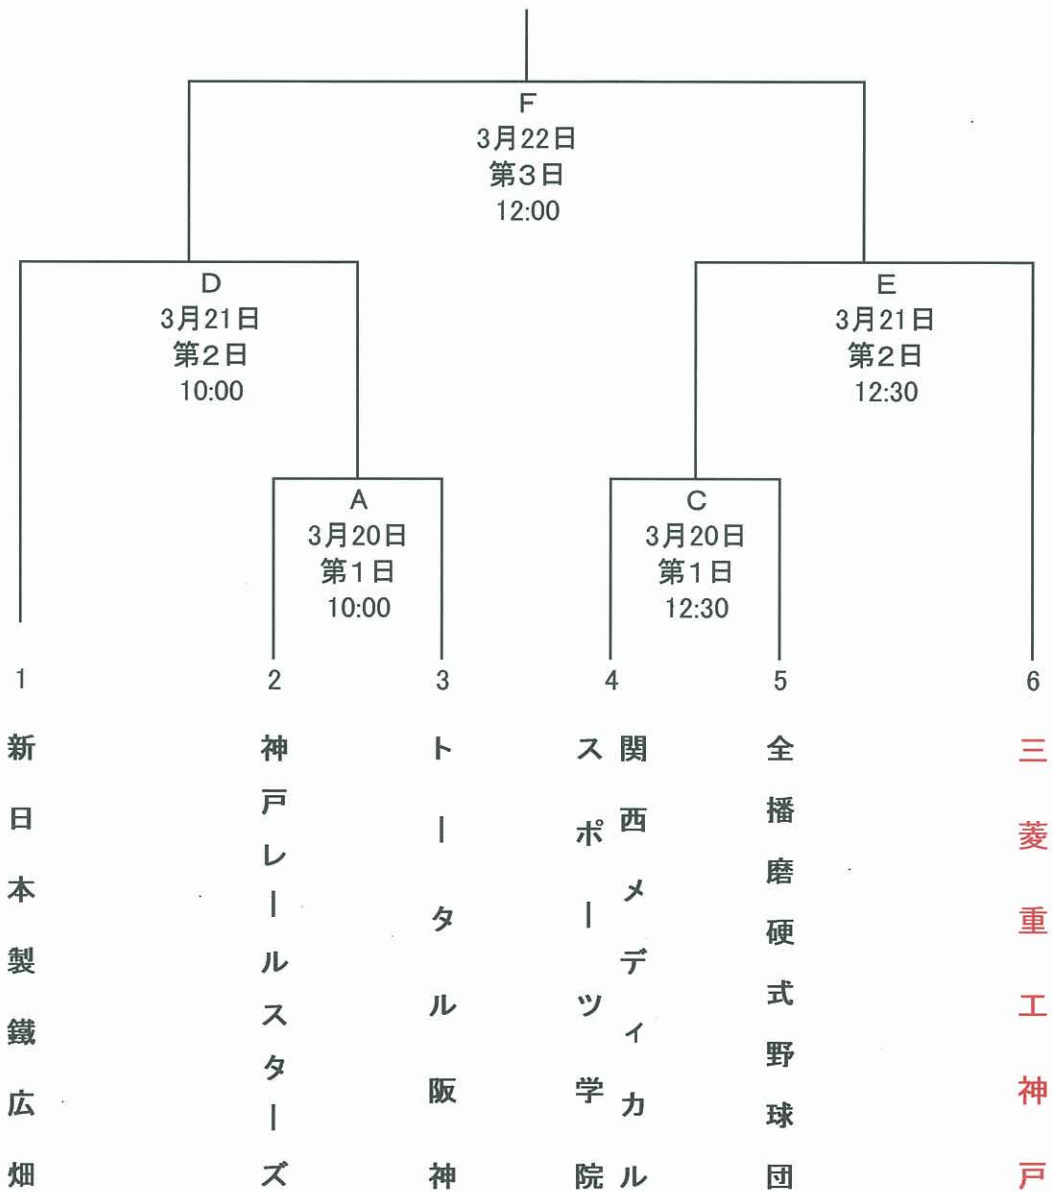 F
3月22日
第3日
12:00
D
3月21日
第2日
10:00
E
3月21日
第2日
12:30
A
3月20日
第1日
10:00
C
3月20日
第1日
12:30
1
2
3
4
5
6
新日本製鐵広畑
神戸レールスターズ
トータル阪神
関西メディカル
スポーツ学院
全播磨硬式野球団
三菱重工神戸